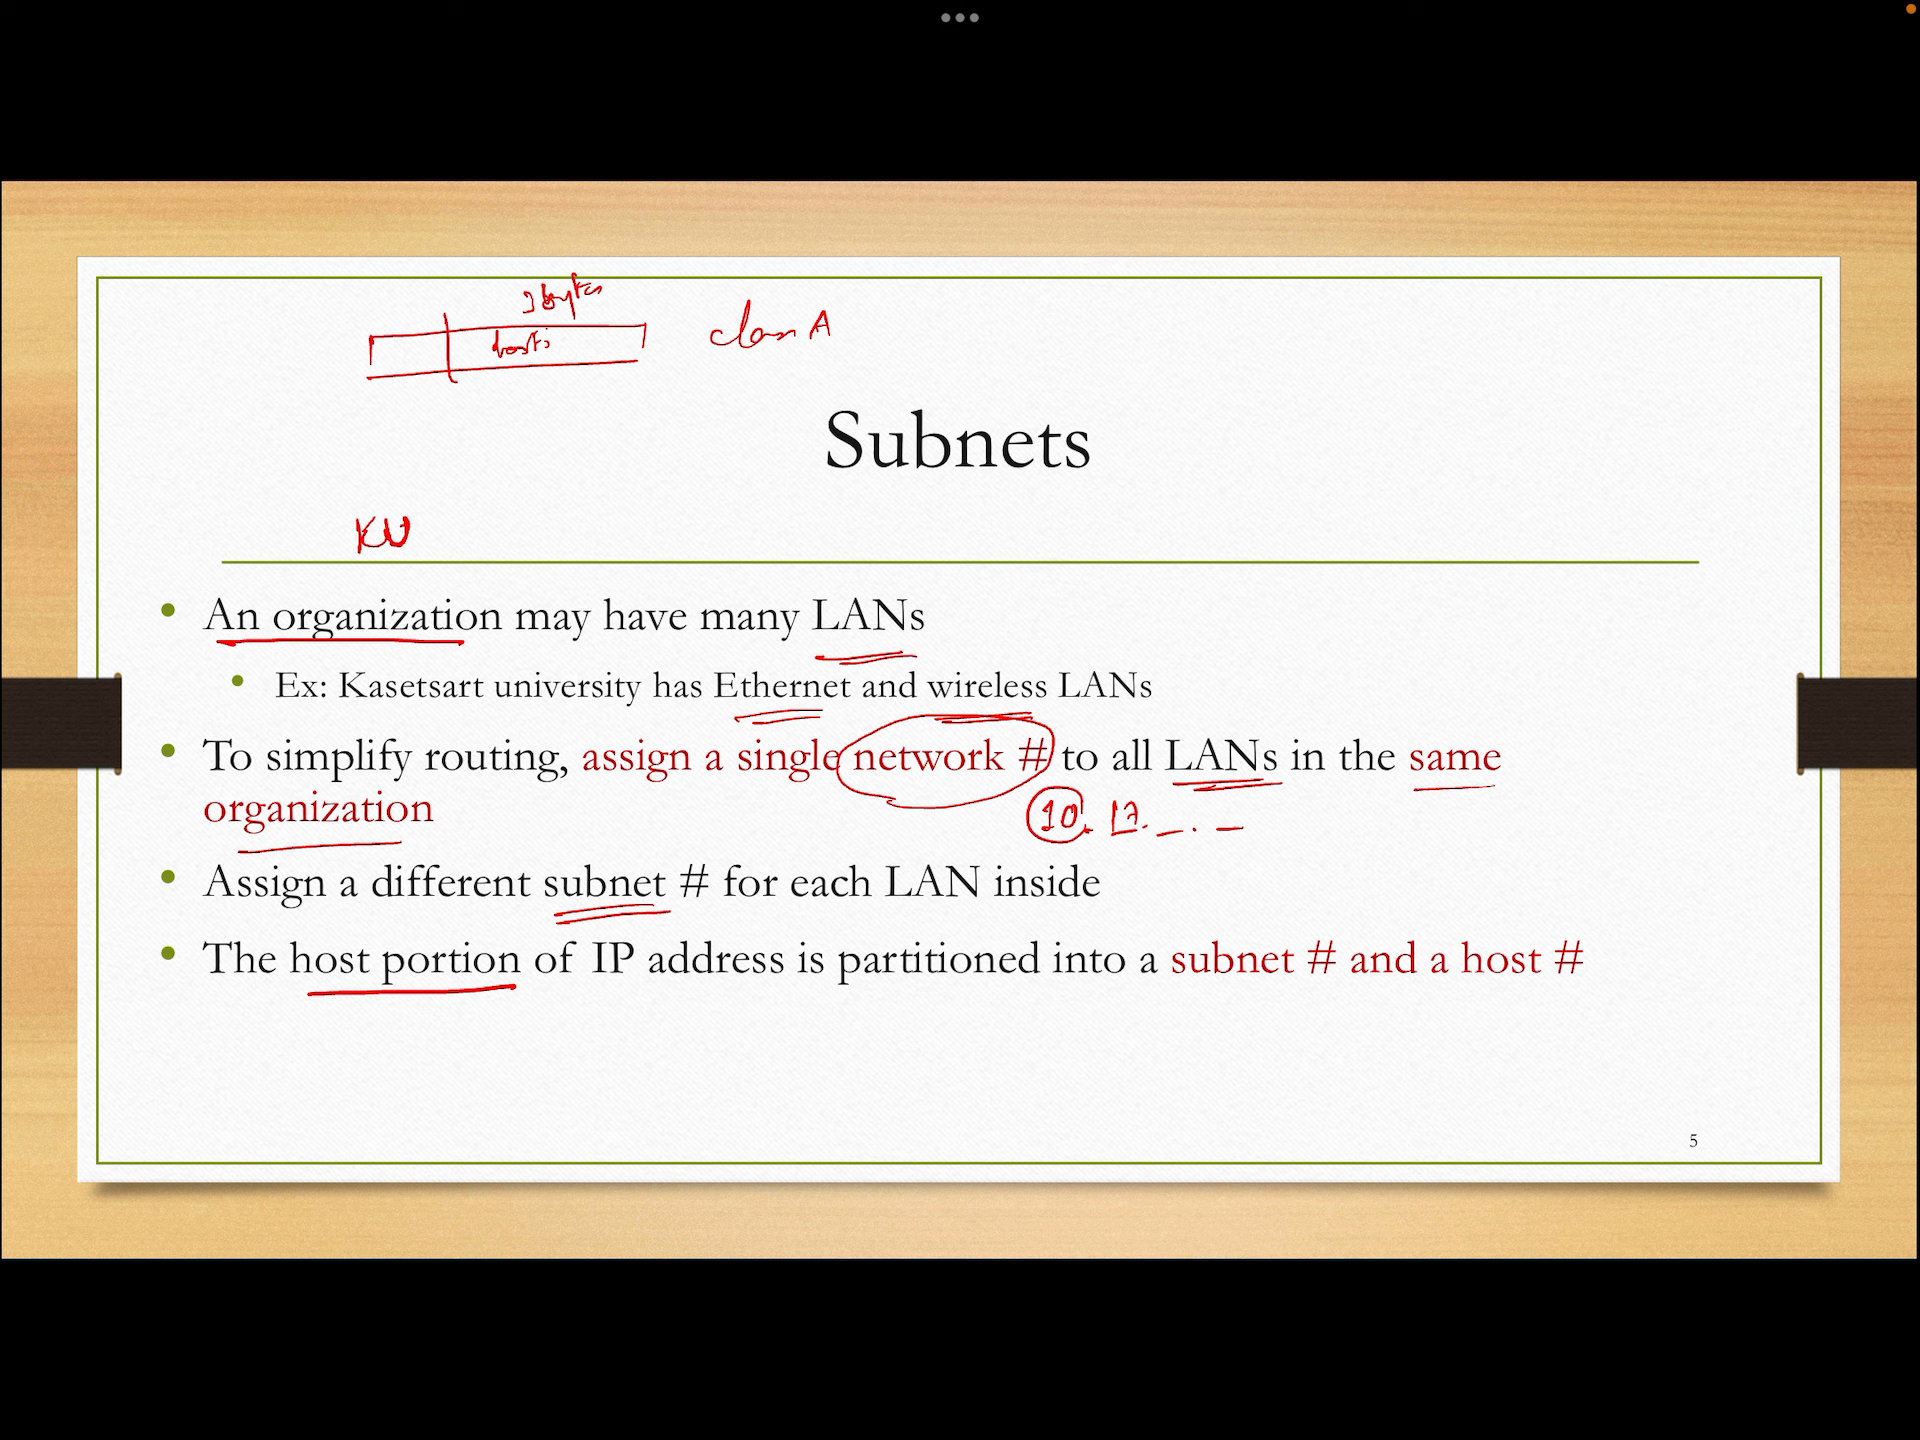 3 bytes
hosts
class A
Subnets
KU
• An organization may have many LANs
• Ex: Kasetsart university has Ethernet and wireless LANs
• To simplify routing, assign a single network # to all LANs in the same
organization
10. 17. _ . _
• Assign a different subnet # for each LAN inside
• The host portion of IP address is partitioned into a subnet # and a host #
5